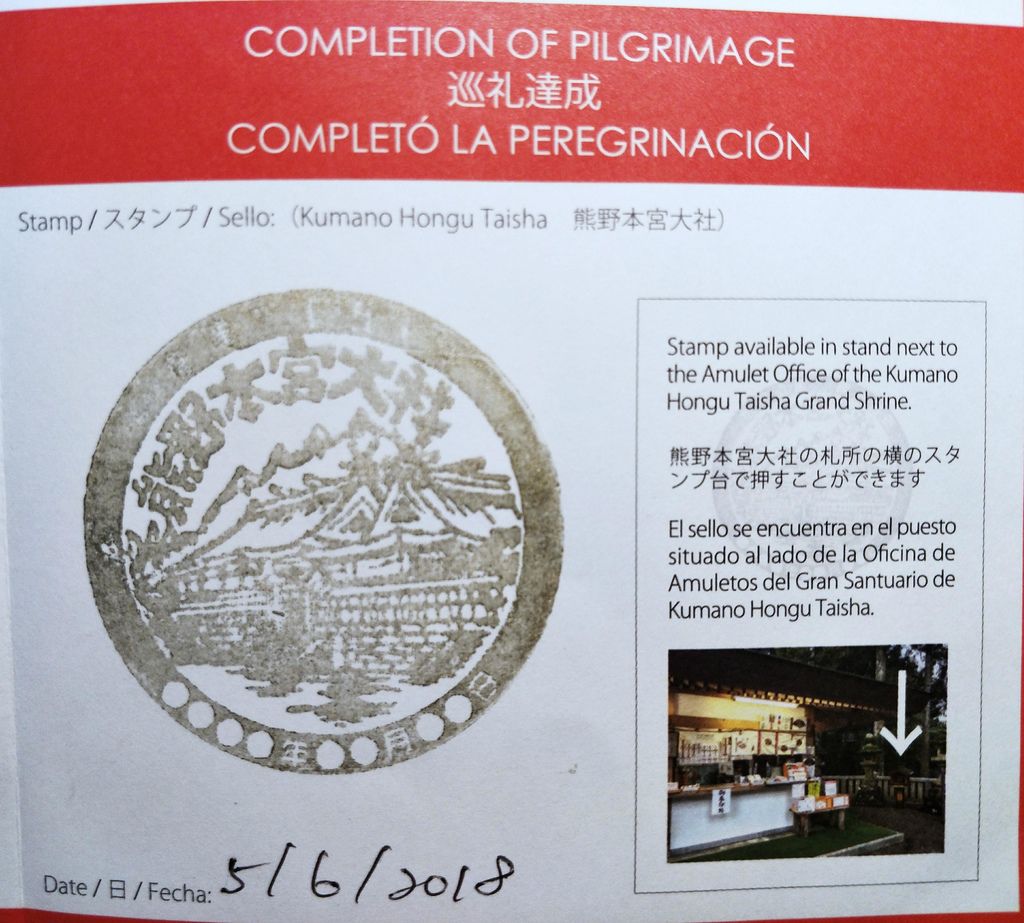 COMPLETION OF PILGRIMAGE
巡礼達成
COMPLETÓ LA PEREGRINACIÓN
Stamp / スタンプ / Sello:（Kumano Hongu Taisha　熊野本宮大社）
熊野本宮大社
年 月 日
Stamp available in stand next to
the Amulet Office of the Kumano
Hongu Taisha Grand Shrine.
熊野本宮大社の札所の横のスタ
ンプ台で押すことができます
El sello se encuentra en el puesto
situado al lado de la Oficina de
Amuletos del Gran Santuario de
Kumano Hongu Taisha.
Date / 日 / Fecha: 5/6/2018